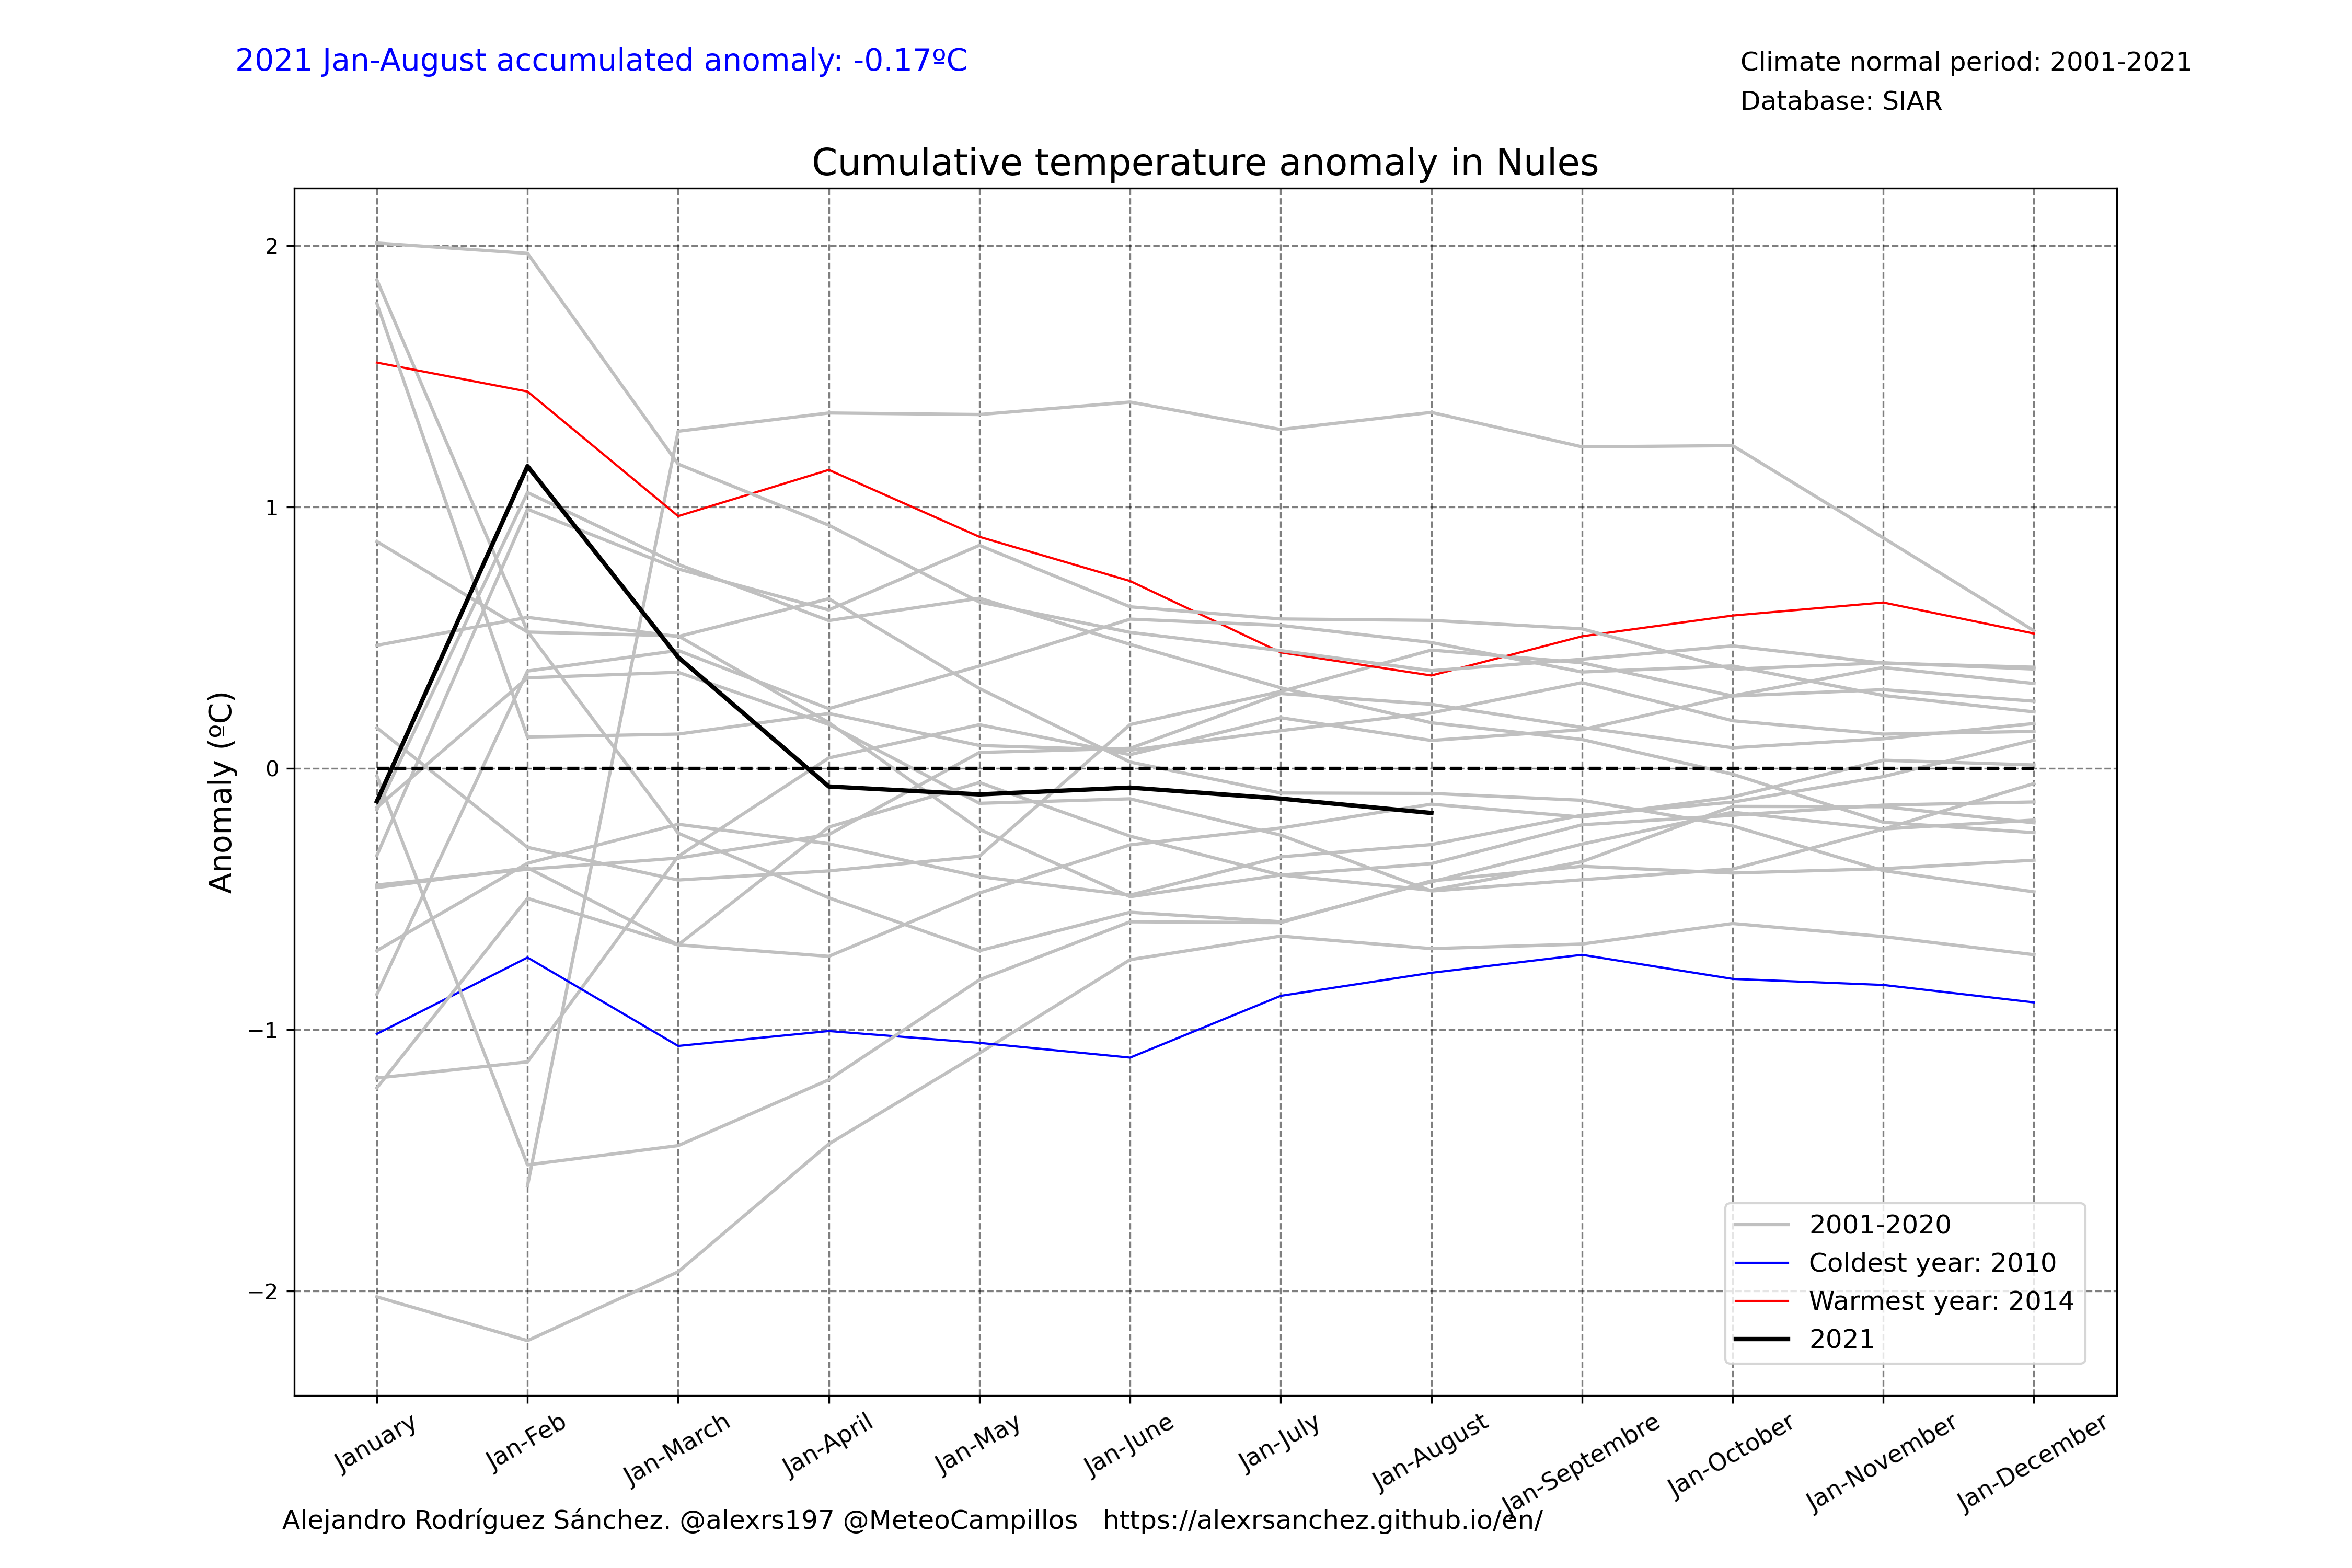 2021 Jan-August accumulated anomaly: -0.17ºC
Climate normal period: 2001-2021
Database: SIAR
Cumulative temperature anomaly in Nules
2
1
0
−1
−2
Anomaly (ºC)
2001-2020
Coldest year: 2010
Warmest year: 2014
2021
January
Jan-Feb
Jan-March
Jan-April
Jan-May
Jan-June
Jan-July
Jan-August
Jan-Septembre
Jan-October
Jan-November
Jan-December
Alejandro Rodríguez Sánchez. @alexrs197 @MeteoCampillos https://alexrsanchez.github.io/en/